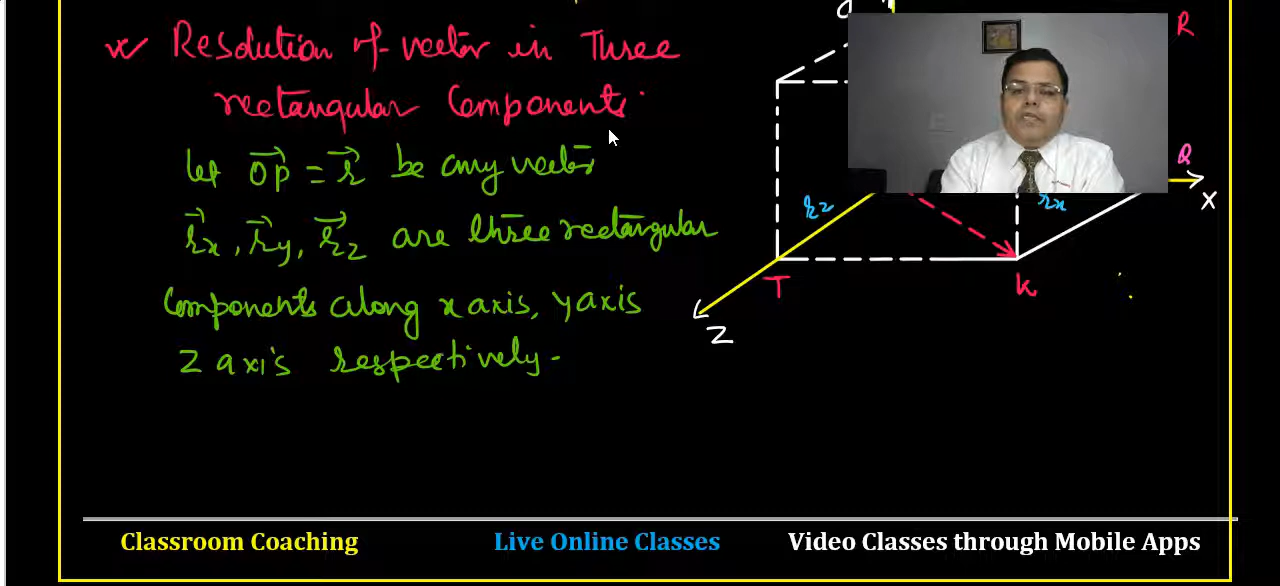 Resolution of vector in Three
rectangular Components.
Let OP = r be any vector
rx, ry, rz are three rectangular
Components along x axis, y axis
z axis respectively -
R
Q
X
rz
rx
T
K
Z
Classroom Coaching
Live Online Classes
Video Classes through Mobile Apps